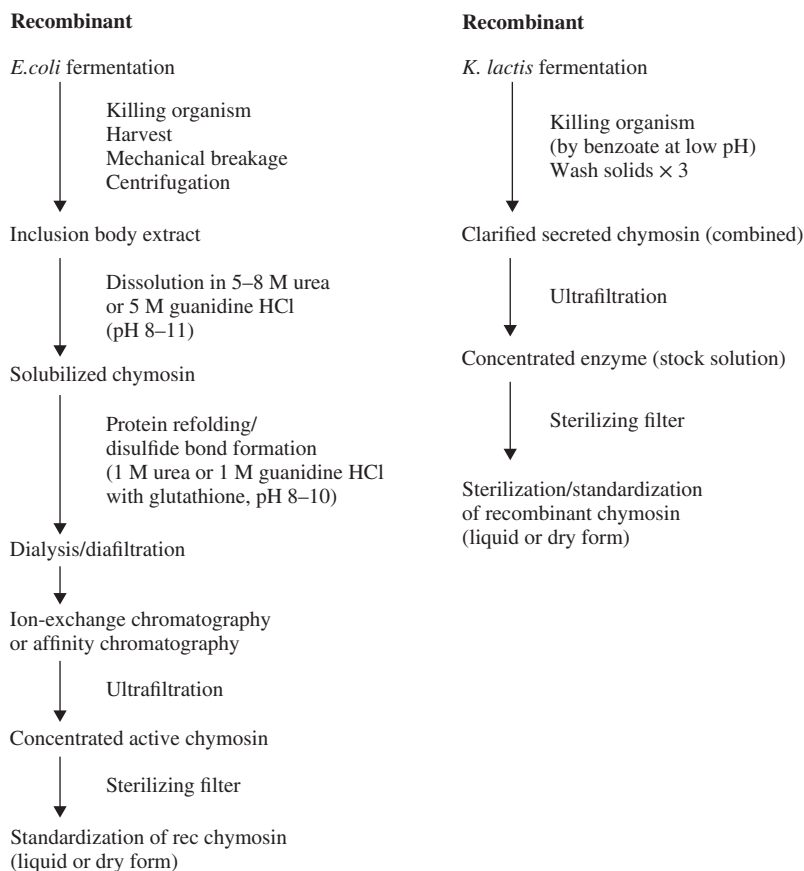 Recombinant
E.coli fermentation
Killing organism
Harvest
Mechanical breakage
Centrifugation
Inclusion body extract
Dissolution in 5–8 M urea
or 5 M guanidine HCl
(pH 8–11)
Solubilized chymosin
Protein refolding/
disulfide bond formation
(1 M urea or 1 M guanidine HCl
with glutathione, pH 8–10)
Dialysis/diafiltration
Ion-exchange chromatography
or affinity chromatography
Ultrafiltration
Concentrated active chymosin
Sterilizing filter
Standardization of rec chymosin
(liquid or dry form)
Recombinant
K. lactis fermentation
Killing organism
(by benzoate at low pH)
Wash solids × 3
Clarified secreted chymosin (combined)
Ultrafiltration
Concentrated enzyme (stock solution)
Sterilizing filter
Sterilization/standardization
of recombinant chymosin
(liquid or dry form)